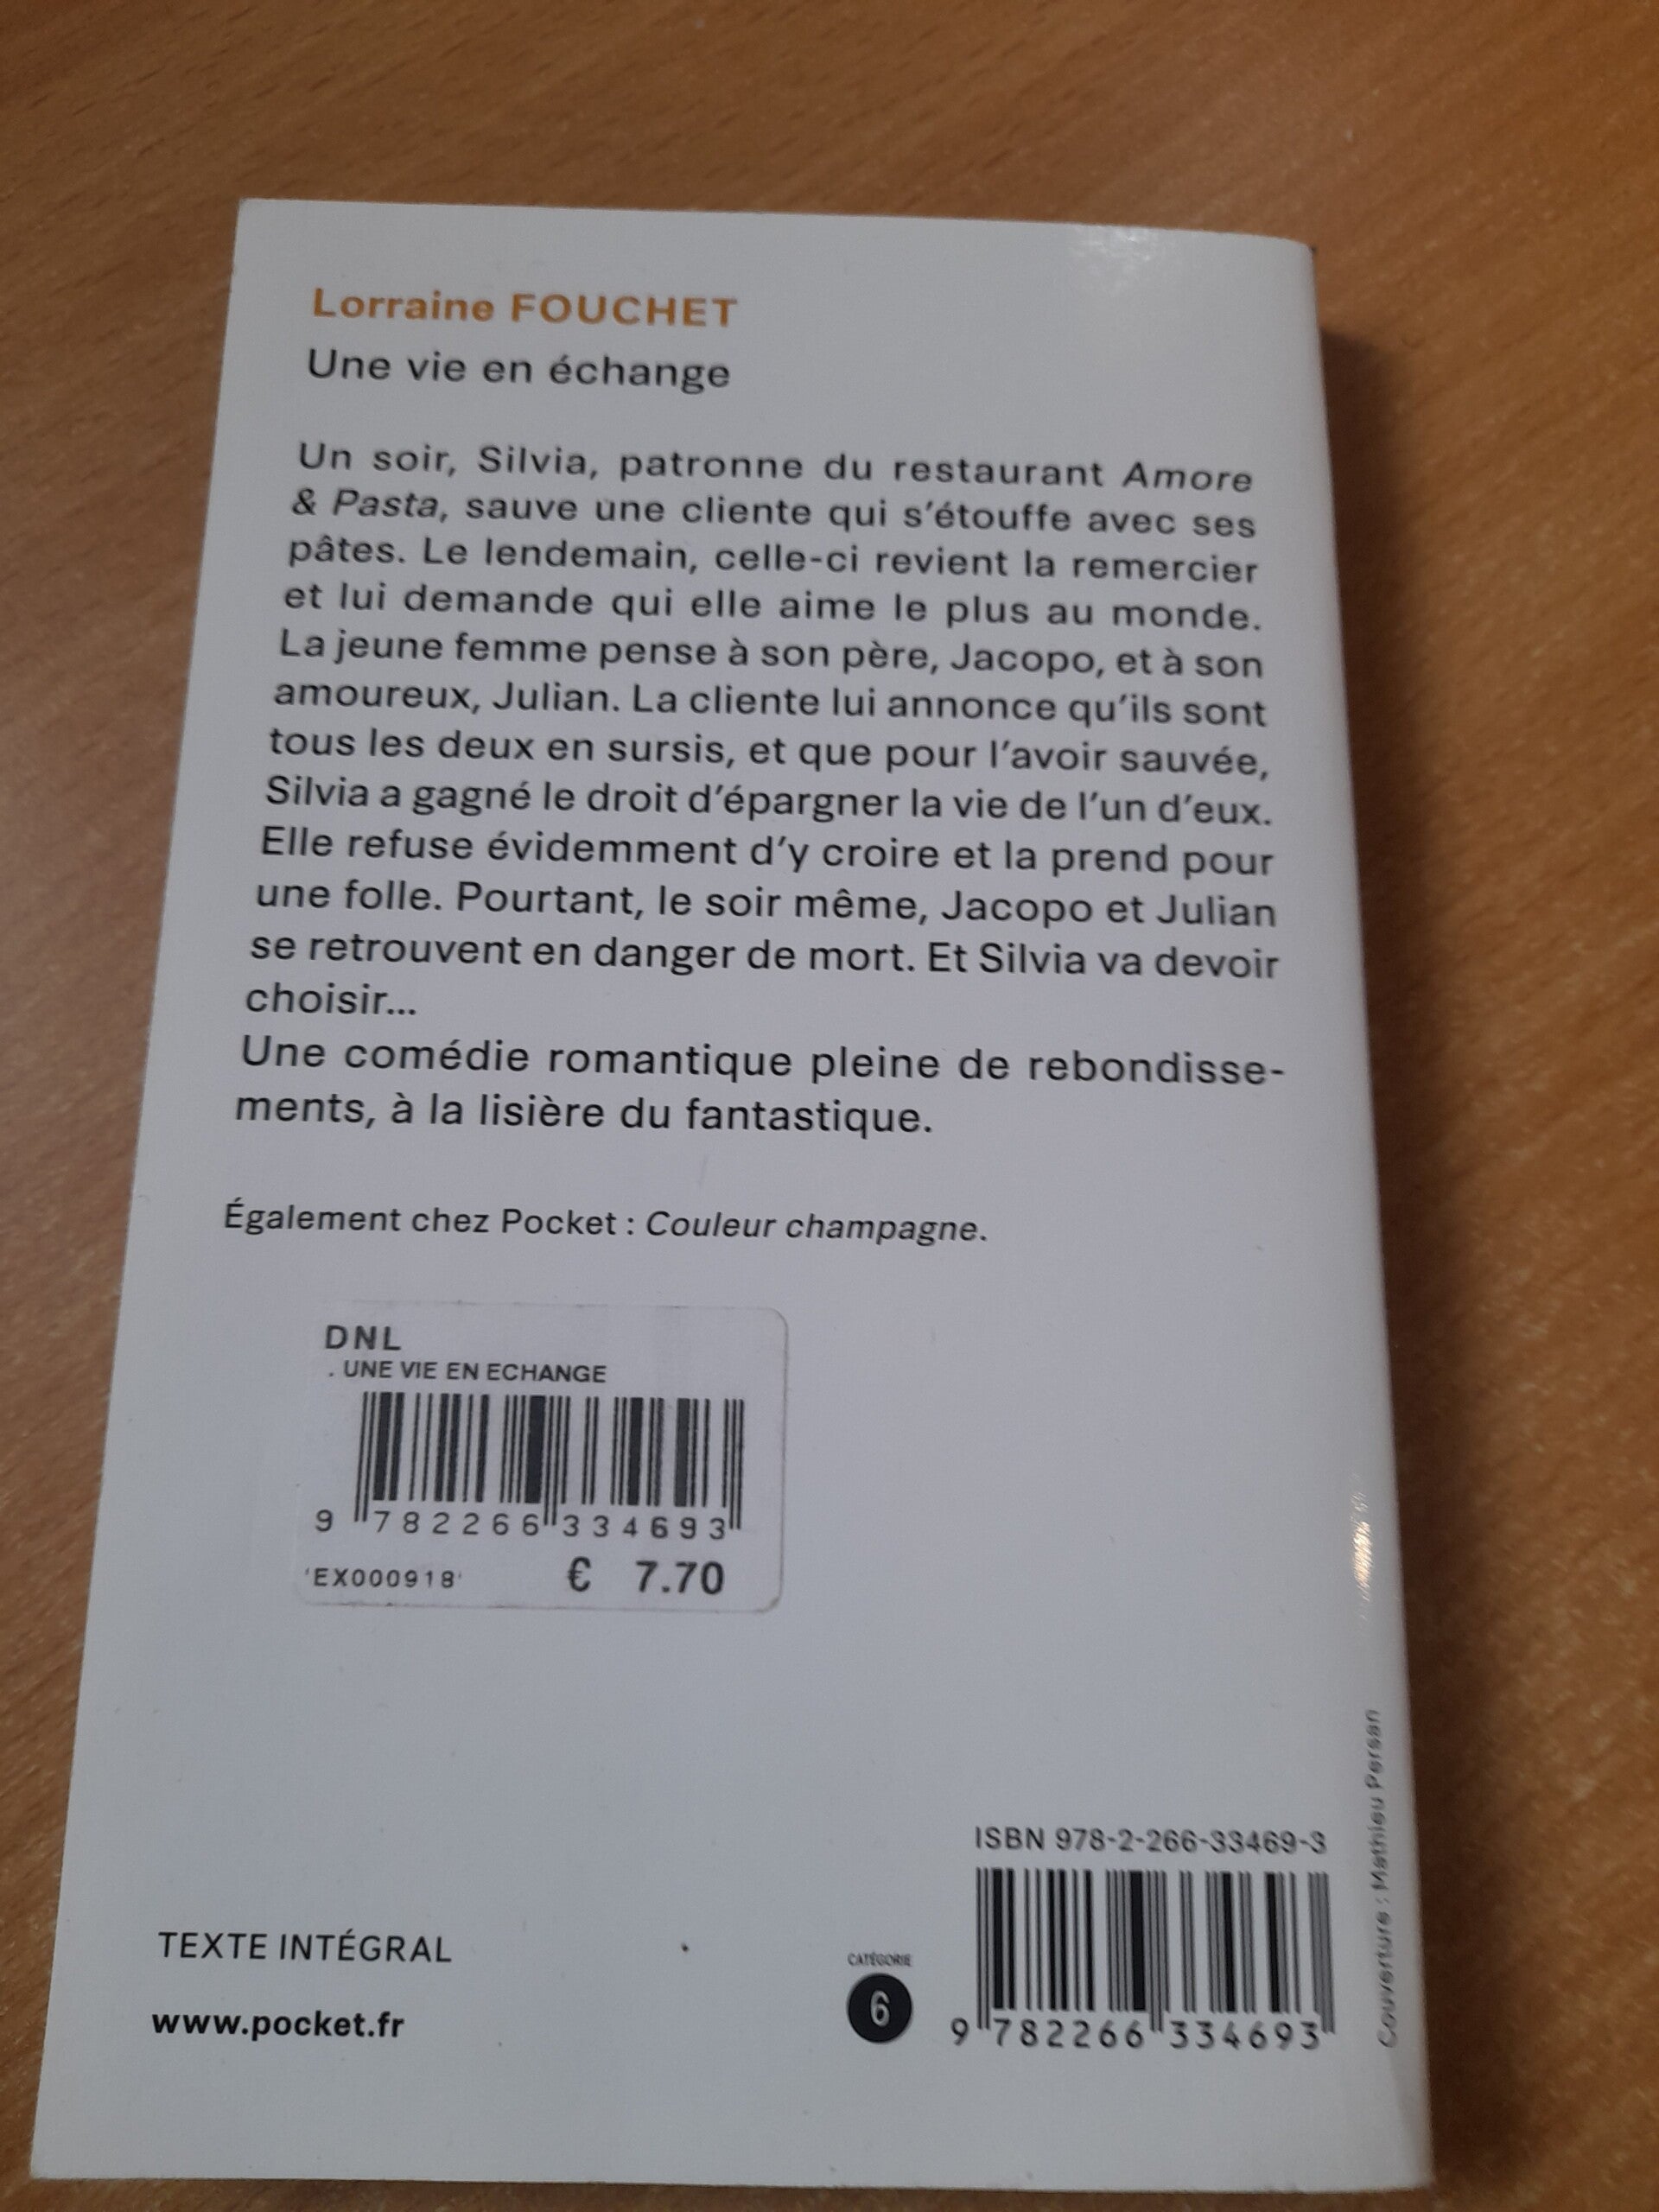 Lorraine FOUCHET
Une vie en échange
Un soir, Silvia, patronne du restaurant Amore
& Pasta, sauve une cliente qui s'étouffe avec ses
pâtes. Le lendemain, celle-ci revient la remercier
et lui demande qui elle aime le plus au monde.
La jeune femme pense à son père, Jacopo, et à son
amoureux, Julian. La cliente lui annonce qu'ils sont
tous les deux en sursis, et que pour l'avoir sauvée,
Silvia a gagné le droit d'épargner la vie de l'un d'eux.
Elle refuse évidemment d'y croire et la prend pour
une folle. Pourtant, le soir même, Jacopo et Julian
se retrouvent en danger de mort. Et Silvia va devoir
choisir...
Une comédie romantique pleine de rebondisse-
ments, à la lisière du fantastique.
Également chez Pocket : Couleur champagne.
DNL
. UNE VIE EN ECHANGE
9 782266 334693
'EX000918' € 7.70
TEXTE INTÉGRAL
www.pocket.fr
CATÉGORIE
6
ISBN 978-2-266-33469-3
9 782266 334693
Couverture : Mathieu Persan